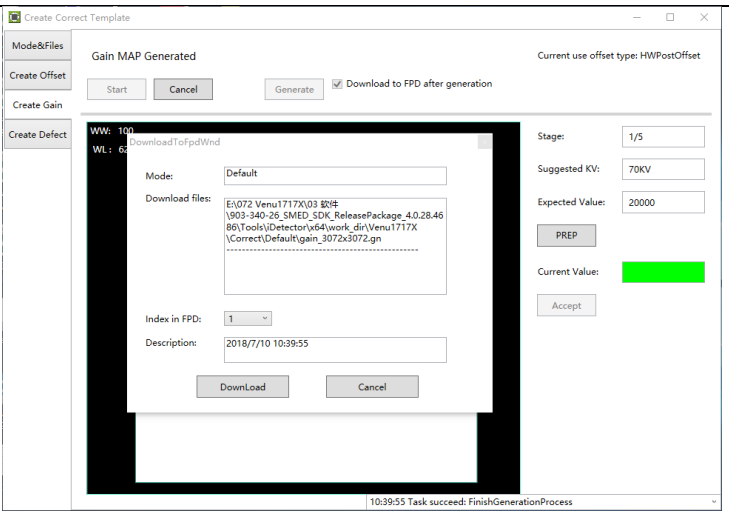 Create Correct Template
Mode&Files
Create Offset
Create Gain
Create Defect
Gain MAP Generated
Current use offset type: HWPostOffset
Start
Cancel
Generate
Download to FPD after generation
WW: 100
WL: 62
DownloadToFpdWnd
Mode:
Default
Download files:
E:\072 Venu1717X\03 软件
\903-340-26_SMED_SDK_ReleasePackage_4.0.28.46
86\Tools\iDetector\x64\work_dir\Venu1717X
\Correct\Default\gain_3072x3072.gn
------------------------------------------------
Index in FPD:
1
Description:
2018/7/10 10:39:55
DownLoad
Cancel
Stage:
1/5
Suggested KV:
70KV
Expected Value:
20000
PREP
Current Value:
Accept
10:39:55 Task succeed: FinishGenerationProcess